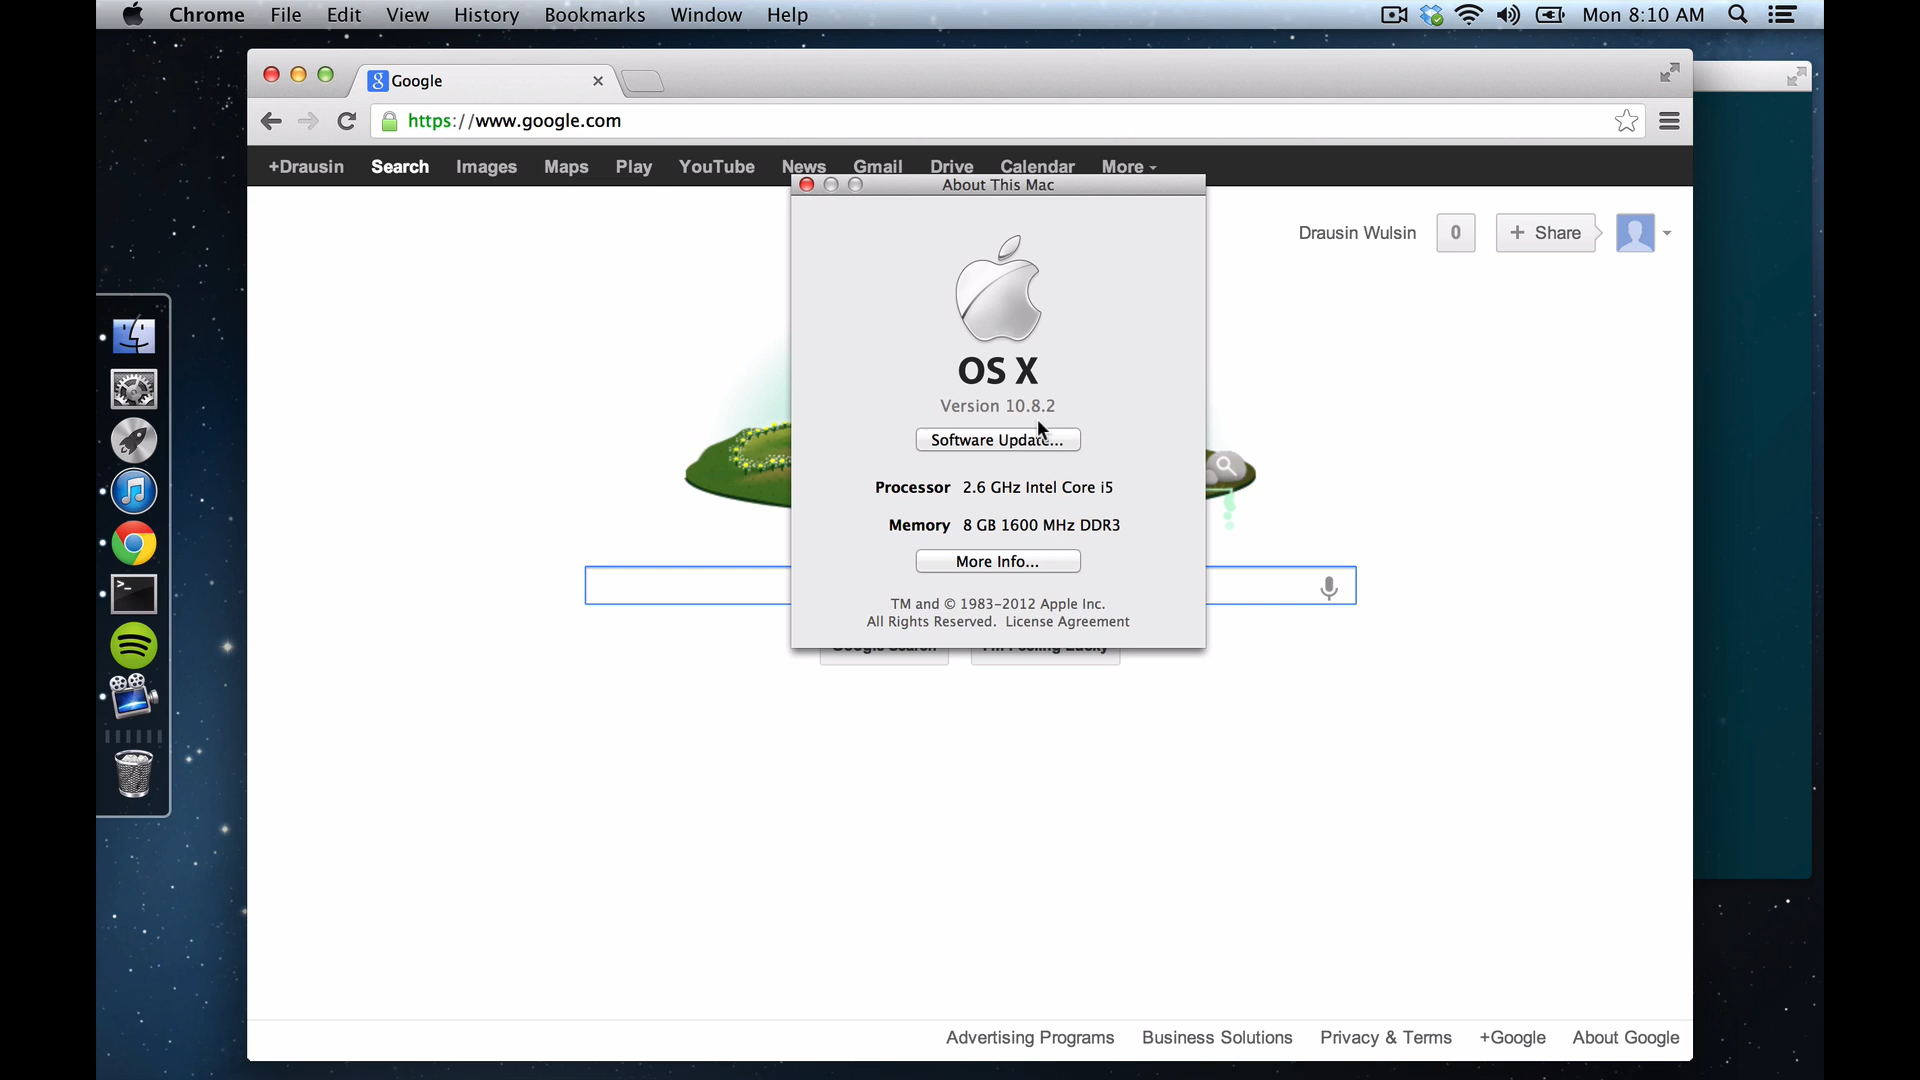 Chrome File Edit View History Bookmarks Window Help Mon 8:10 AM
Google
https://www.google.com
+Drausin Search Images Maps Play YouTube News Gmail Drive Calendar More
About This Mac
Drausin Wulsin 0 + Share
OS X
Version 10.8.2
Software Update...
Processor 2.6 GHz Intel Core i5
Memory 8 GB 1600 MHz DDR3
More Info...
TM and © 1983–2012 Apple Inc.
All Rights Reserved. License Agreement
Google Search I'm Feeling Lucky
Advertising Programs Business Solutions Privacy & Terms +Google About Google